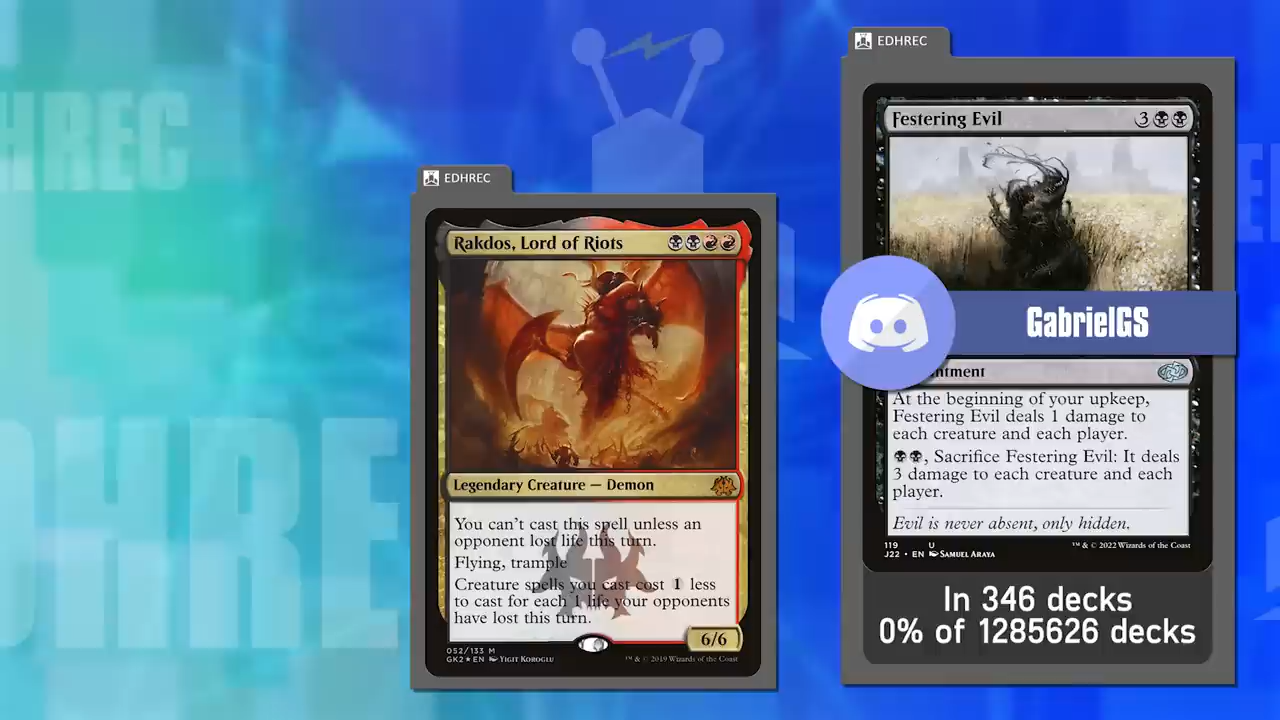 EDHREC
Rakdos, Lord of Riots
Legendary Creature — Demon
You can't cast this spell unless an
opponent lost life this turn.
Flying, trample
Creature spells you cast cost 1 less
to cast for each 1 life your opponents
have lost this turn.
6/6
052/133 M
GK2 ★ EN YIGIT KOROGLU
™ & © 2019 Wizards of the Coast
EDHREC
Festering Evil
3
GabrielGS
ntment
At the beginning of your upkeep,
Festering Evil deals 1 damage to
each creature and each player.
, Sacrifice Festering Evil: It deals
3 damage to each creature and each
player.
Evil is never absent, only hidden.
119 U
J22 • EN SAMUEL ARAYA
™ & © 2022 Wizards of the Coast
In 346 decks
0% of 1285626 decks
HREC
DHREC